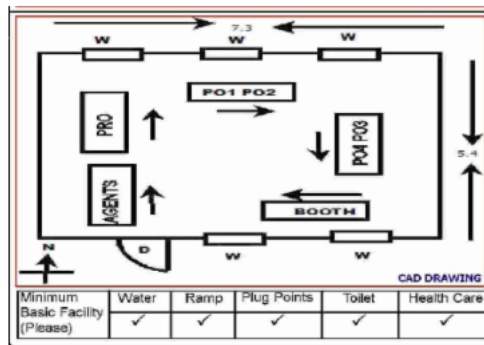 7.3
W W W
PO1 PO2
PRO
PO4 PO3
5.4
AGENTS
BOOTH
N
D
W W
CAD DRAWING
Minimum Basic Facility (Please) Water Ramp Plug Points Toilet Health Care
✓ ✓ ✓ ✓ ✓